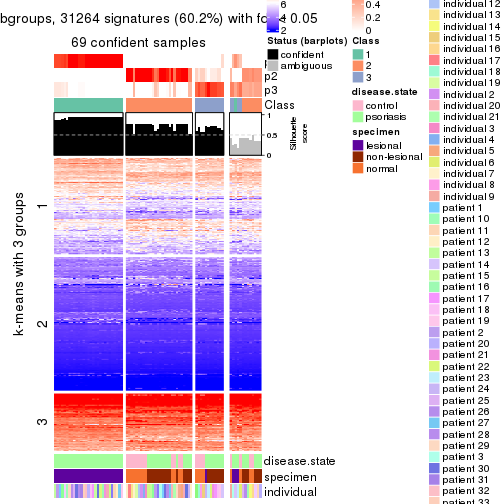 bgroups, 31264 signatures (60.2%) with fd < 0.05
69 confident samples
p2
p3
Class
1
0.5
0
Silhouette
score
k-means with 3 groups
1
2
3
disease.state
specimen
individual
6
4
2
Status (barplots)
confident
ambiguous
0.4
0.2
0
Class
1
2
3
disease.state
control
psoriasis
specimen
lesional
non-lesional
normal
individual 12
individual 13
individual 14
individual 15
individual 16
individual 17
individual 18
individual 19
individual 2
individual 20
individual 21
individual 3
individual 4
individual 5
individual 6
individual 7
individual 8
individual 9
patient 1
patient 10
patient 11
patient 12
patient 13
patient 14
patient 15
patient 16
patient 17
patient 18
patient 19
patient 2
patient 20
patient 21
patient 22
patient 23
patient 24
patient 25
patient 26
patient 27
patient 28
patient 29
patient 3
patient 30
patient 31
patient 32
patient 33